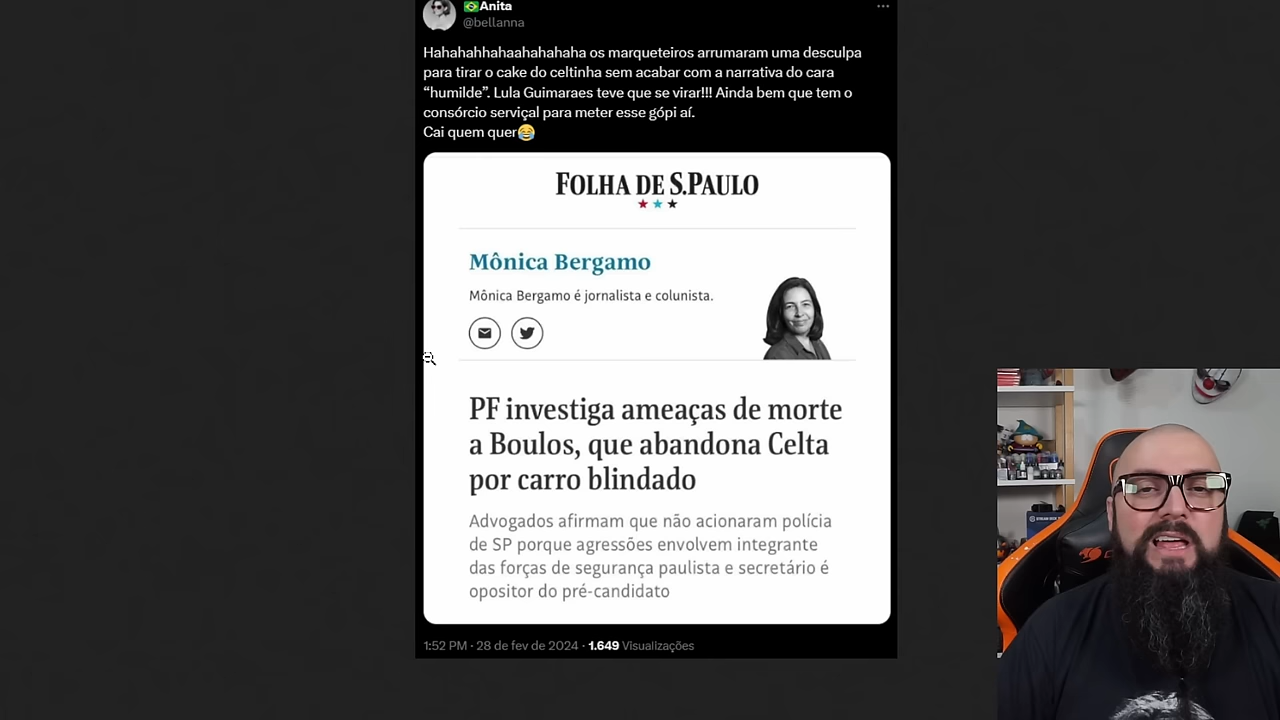 🇧🇷Anita
@bellanna
Hahahahhahaahahahaha os marqueteiros arrumaram uma desculpa
para tirar o cake do celtinha sem acabar com a narrativa do cara
“humilde”. Lula Guimaraes teve que se virar!!! Ainda bem que tem o
consórcio serviçal para meter esse gópi aí.
Cai quem quer😂
FOLHA DE S.PAULO
Mônica Bergamo
Mônica Bergamo é jornalista e colunista.
PF investiga ameaças de morte
a Boulos, que abandona Celta
por carro blindado
Advogados afirmam que não acionaram polícia
de SP porque agressões envolvem integrante
das forças de segurança paulista e secretário é
opositor do pré-candidato
1:52 PM · 28 de fev de 2024 · 1.649 Visualizações